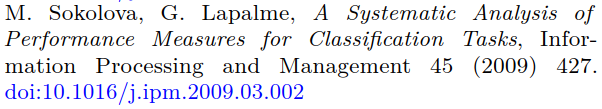 M. Sokolova, G. Lapalme, A Systematic Analysis of
Performance Measures for Classification Tasks, Infor-
mation Processing and Management 45 (2009) 427.
doi:10.1016/j.ipm.2009.03.002